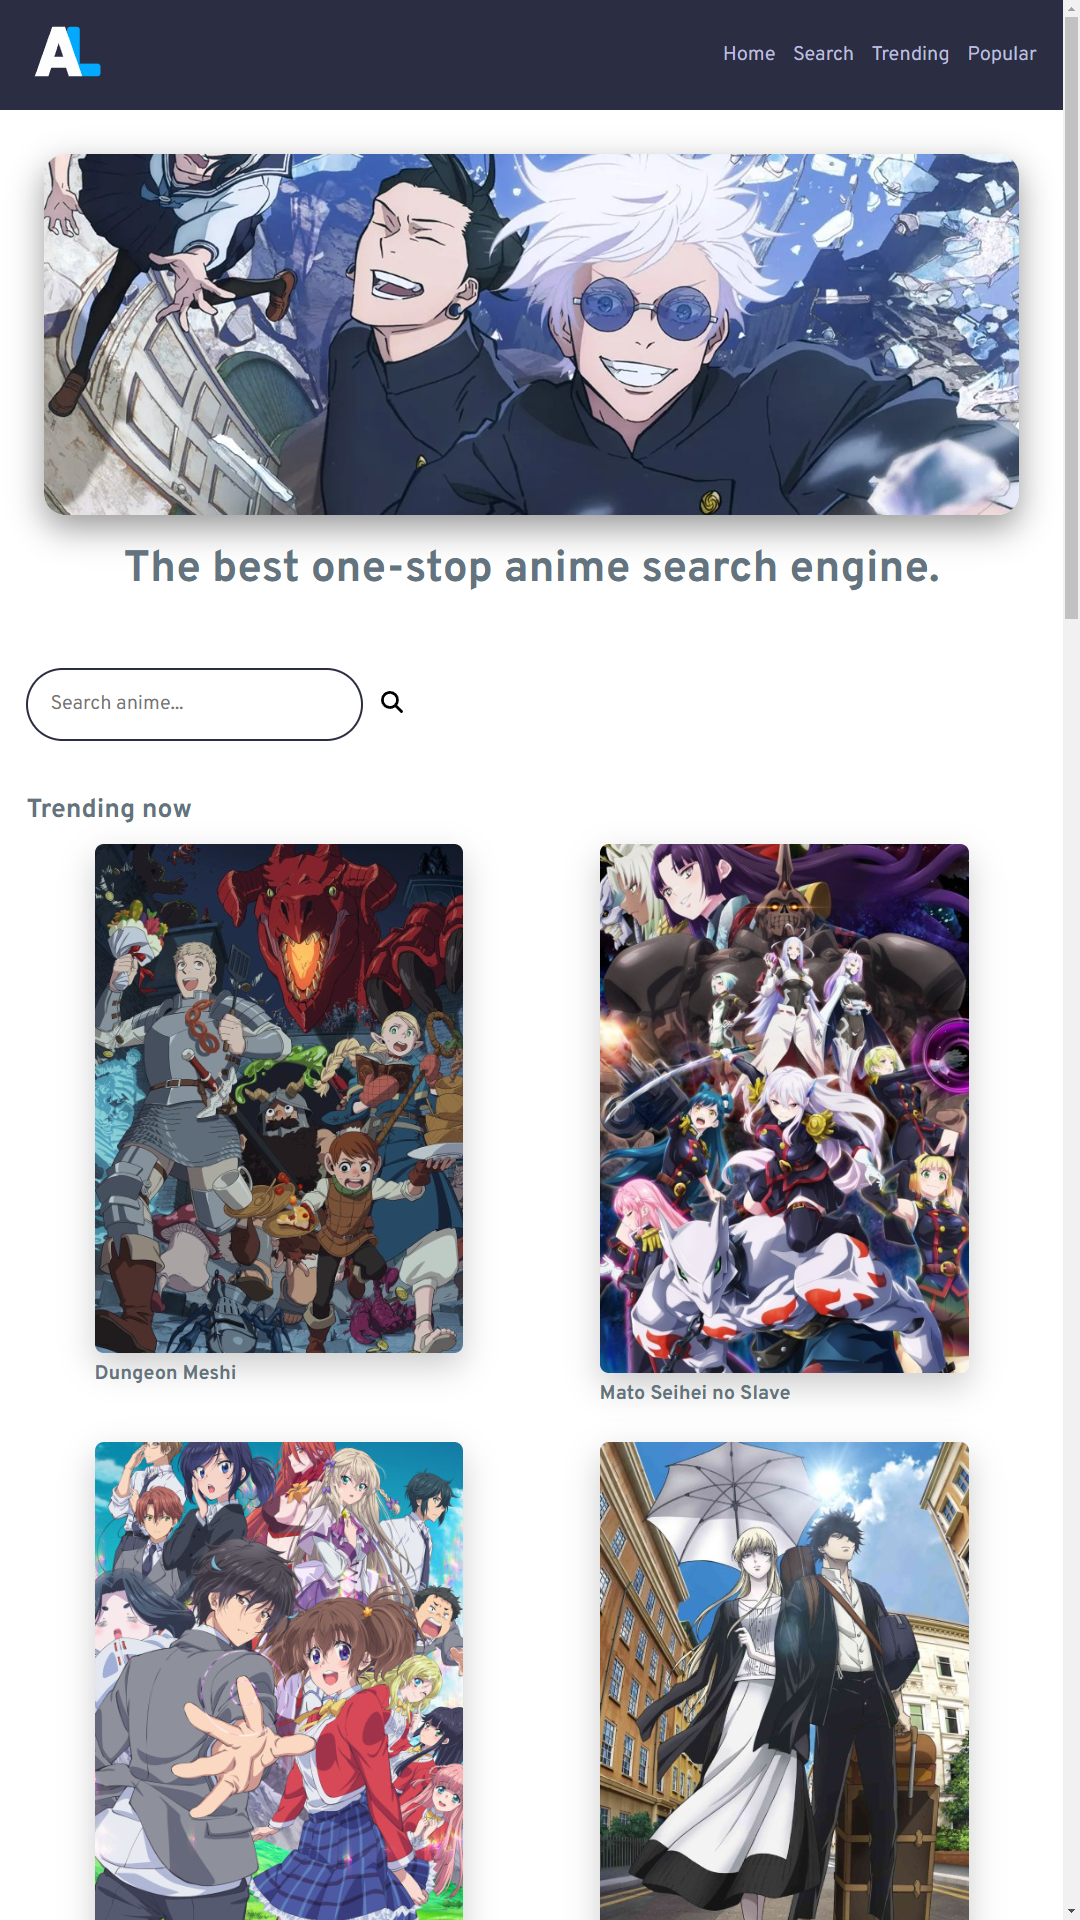 AL
Home Search Trending Popular
The best one-stop anime search engine.
Search anime...
Trending now
Dungeon Meshi
Mato Seihei no Slave